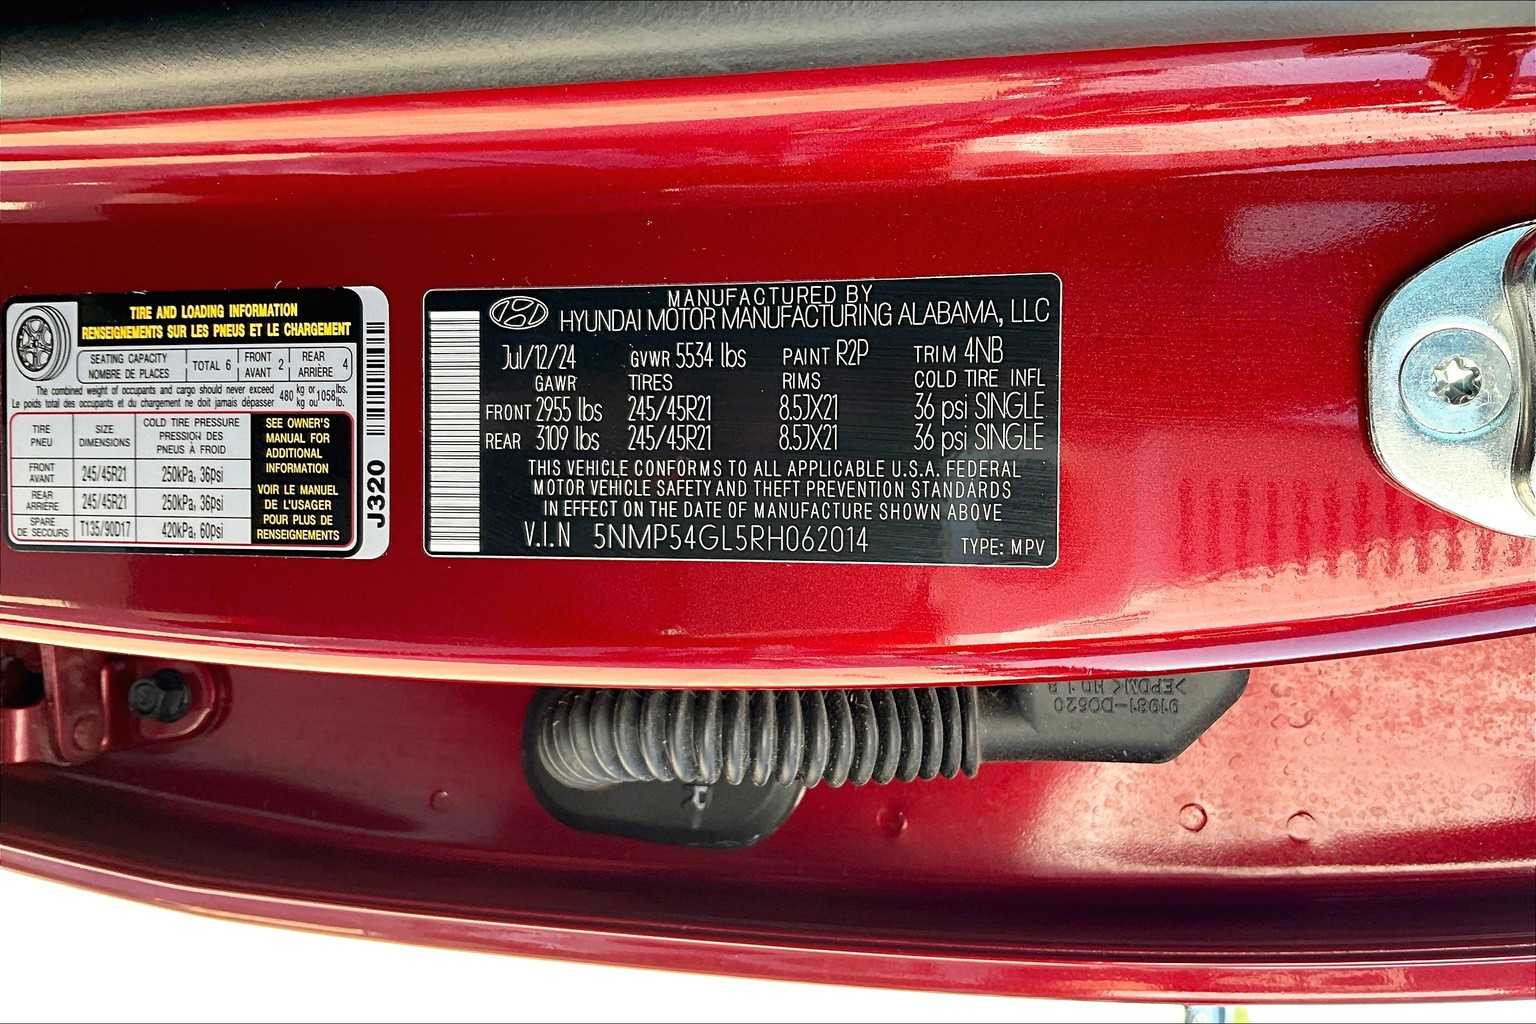 TIRE AND LOADING INFORMATION
RENSEIGNEMENTS SUR LES PNEUS ET LE CHARGEMENT
SEATING CAPACITY
NOMBRE DE PLACES
TOTAL 6
FRONT
AVANT 2
REAR
ARRIÈRE 4
The combined weight of occupants and cargo should never exceed 480 kg or 1058 lbs.
Le poids total des occupants et du chargement ne doit jamais dépasser 480 kg ou 1058 lb.
TIRE
PNEU
SIZE
DIMENSIONS
COLD TIRE PRESSURE
PRESSION DES
PNEUS À FROID
FRONT
AVANT
245/45R21
250kPa, 36psi
REAR
ARRIÈRE
245/45R21
250kPa, 36psi
SPARE
DE SECOURS
T135/90D17
420kPa, 60psi
SEE OWNER'S
MANUAL FOR
ADDITIONAL
INFORMATION
VOIR LE MANUEL
DE L'USAGER
POUR PLUS DE
RENSEIGNEMENTS
J320
MANUFACTURED BY
HYUNDAI MOTOR MANUFACTURING ALABAMA, LLC
Jul/12/24 GVWR 5534 lbs PAINT R2P TRIM 4NB
GAWR TIRES RIMS COLD TIRE INFL
FRONT 2955 lbs 245/45R21 8.5JX21 36 psi SINGLE
REAR 3109 lbs 245/45R21 8.5JX21 36 psi SINGLE
THIS VEHICLE CONFORMS TO ALL APPLICABLE U.S.A. FEDERAL
MOTOR VEHICLE SAFETY AND THEFT PREVENTION STANDARDS
IN EFFECT ON THE DATE OF MANUFACTURE SHOWN ABOVE
V.I.N 5NMP54GL5RH062014 TYPE: MPV
91981-DO620
>EPDM< HD 1 B
R